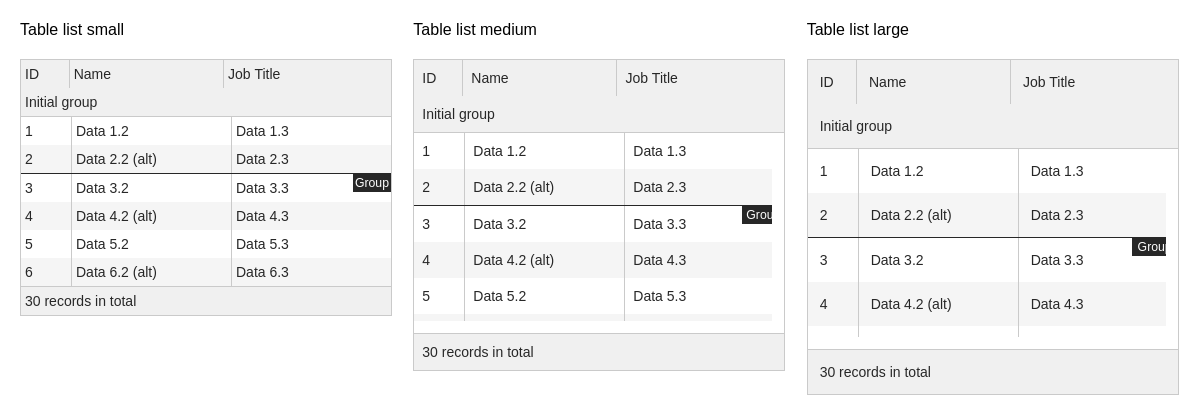 Table list small
ID Name Job Title
Initial group
1 Data 1.2 Data 1.3
2 Data 2.2 (alt) Data 2.3
Group
3 Data 3.2 Data 3.3
4 Data 4.2 (alt) Data 4.3
5 Data 5.2 Data 5.3
6 Data 6.2 (alt) Data 6.3
30 records in total
Table list medium
ID Name Job Title
Initial group
1 Data 1.2 Data 1.3
2 Data 2.2 (alt) Data 2.3
Grou
3 Data 3.2 Data 3.3
4 Data 4.2 (alt) Data 4.3
5 Data 5.2 Data 5.3
30 records in total
Table list large
ID Name Job Title
Initial group
1 Data 1.2 Data 1.3
2 Data 2.2 (alt) Data 2.3
Group
3 Data 3.2 Data 3.3
4 Data 4.2 (alt) Data 4.3
30 records in total